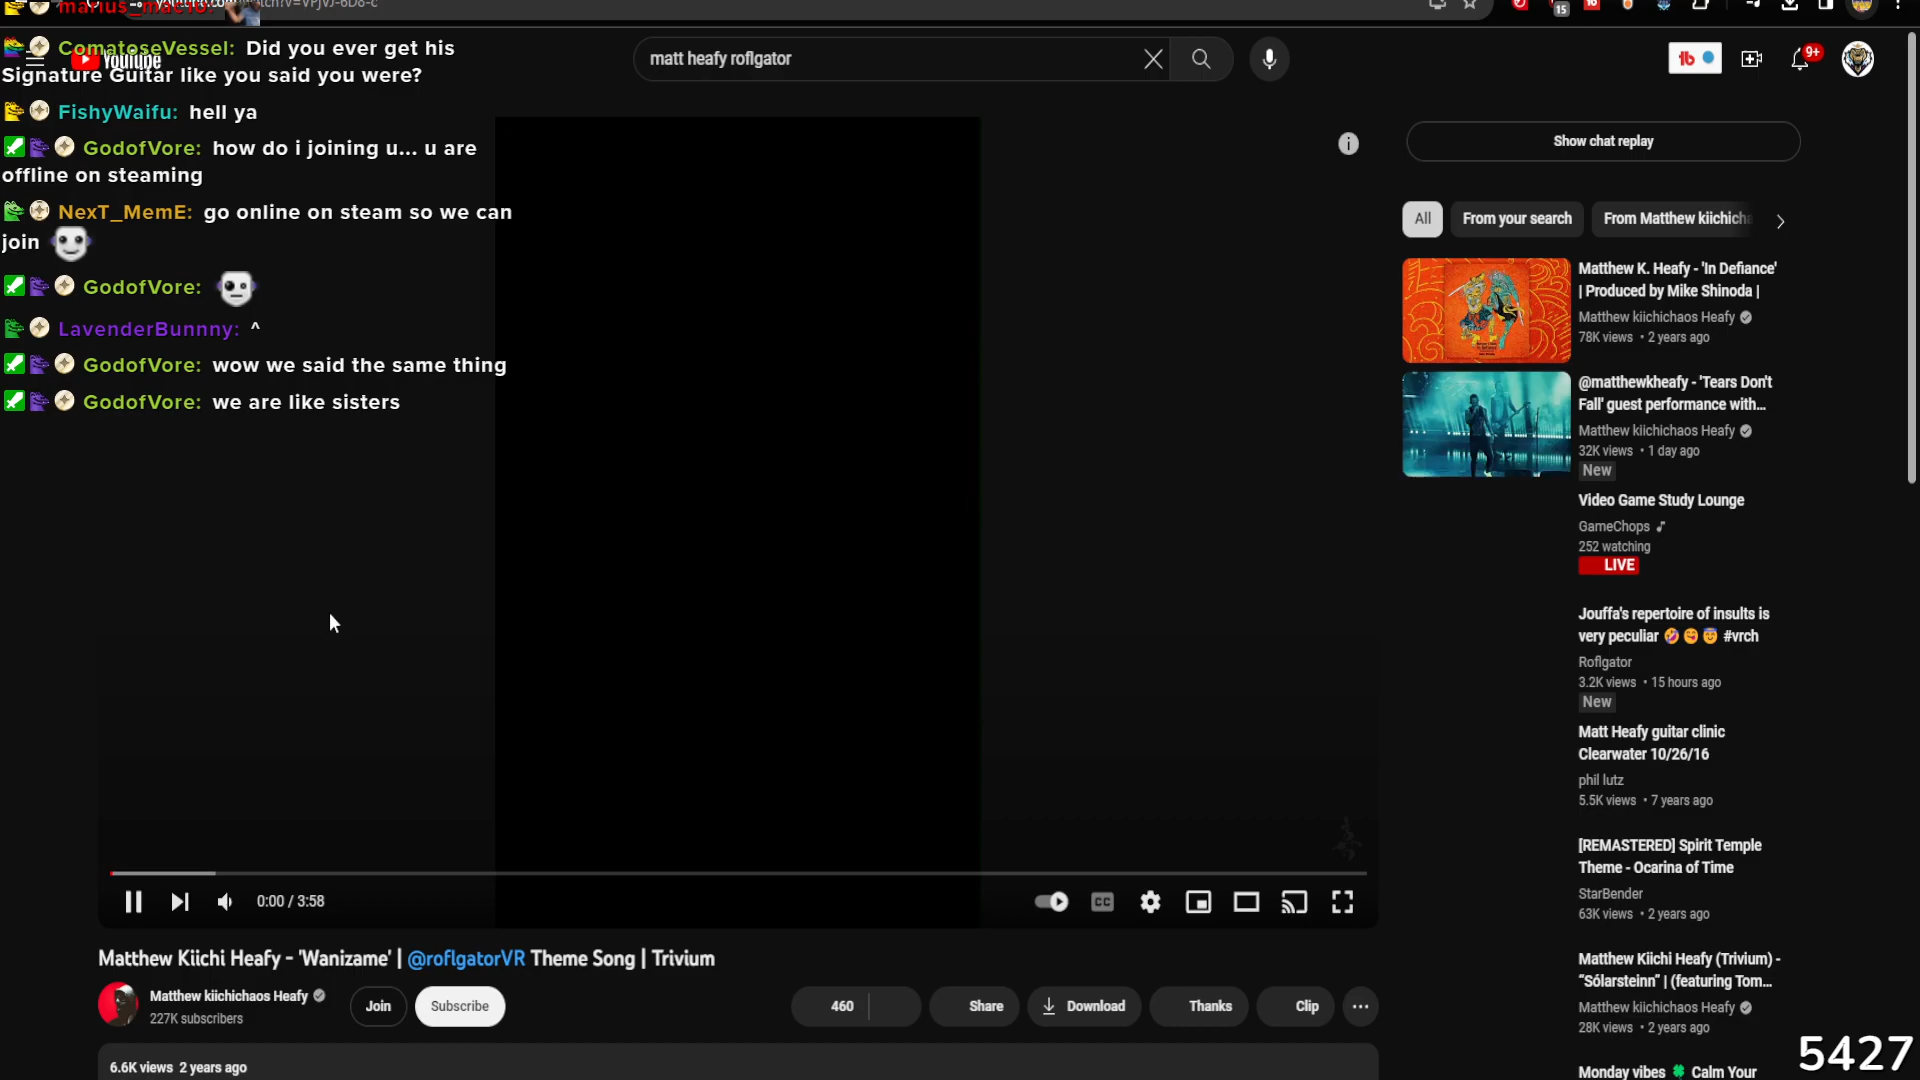 marius_mac10:
ComatoseVessel: Did you ever get his
Signature Guitar like you said you were?
FishyWaifu: hell ya
GodofVore: how do i joining u... u are
offline on steaming
NexT_MemE: go online on steam so we can
join
GodofVore:
LavenderBunnny: ^
GodofVore: wow we said the same thing
GodofVore: we are like sisters
YouTube
matt heafy roflgator
15
9+
Show chat replay
All
From your search
From Matthew kiichicha
Matthew K. Heafy - 'In Defiance'
| Produced by Mike Shinoda |
Matthew kiichichaos Heafy
78K views • 2 years ago
@matthewkheafy - 'Tears Don't
Fall' guest performance with...
Matthew kiichichaos Heafy
32K views • 1 day ago
New
Video Game Study Lounge
GameChops
252 watching
LIVE
Jouffa's repertoire of insults is
very peculiar 🤣😋😇 #vrch
Roflgator
3.2K views • 15 hours ago
New
Matt Heafy guitar clinic
Clearwater 10/26/16
phil lutz
5.5K views • 7 years ago
[REMASTERED] Spirit Temple
Theme - Ocarina of Time
StarBender
63K views • 2 years ago
Matthew Kiichi Heafy (Trivium) -
“Sólarsteinn” | (featuring Tom...
Matthew kiichichaos Heafy
28K views • 2 years ago
Monday vibes 🍀 Calm Your
0:00 / 3:58
CC
Matthew Kiichi Heafy - 'Wanizame' | @roflgatorVR Theme Song | Trivium
Matthew kiichichaos Heafy
227K subscribers
Join
Subscribe
460
Share
Download
Thanks
Clip
6.6K views 2 years ago
5427